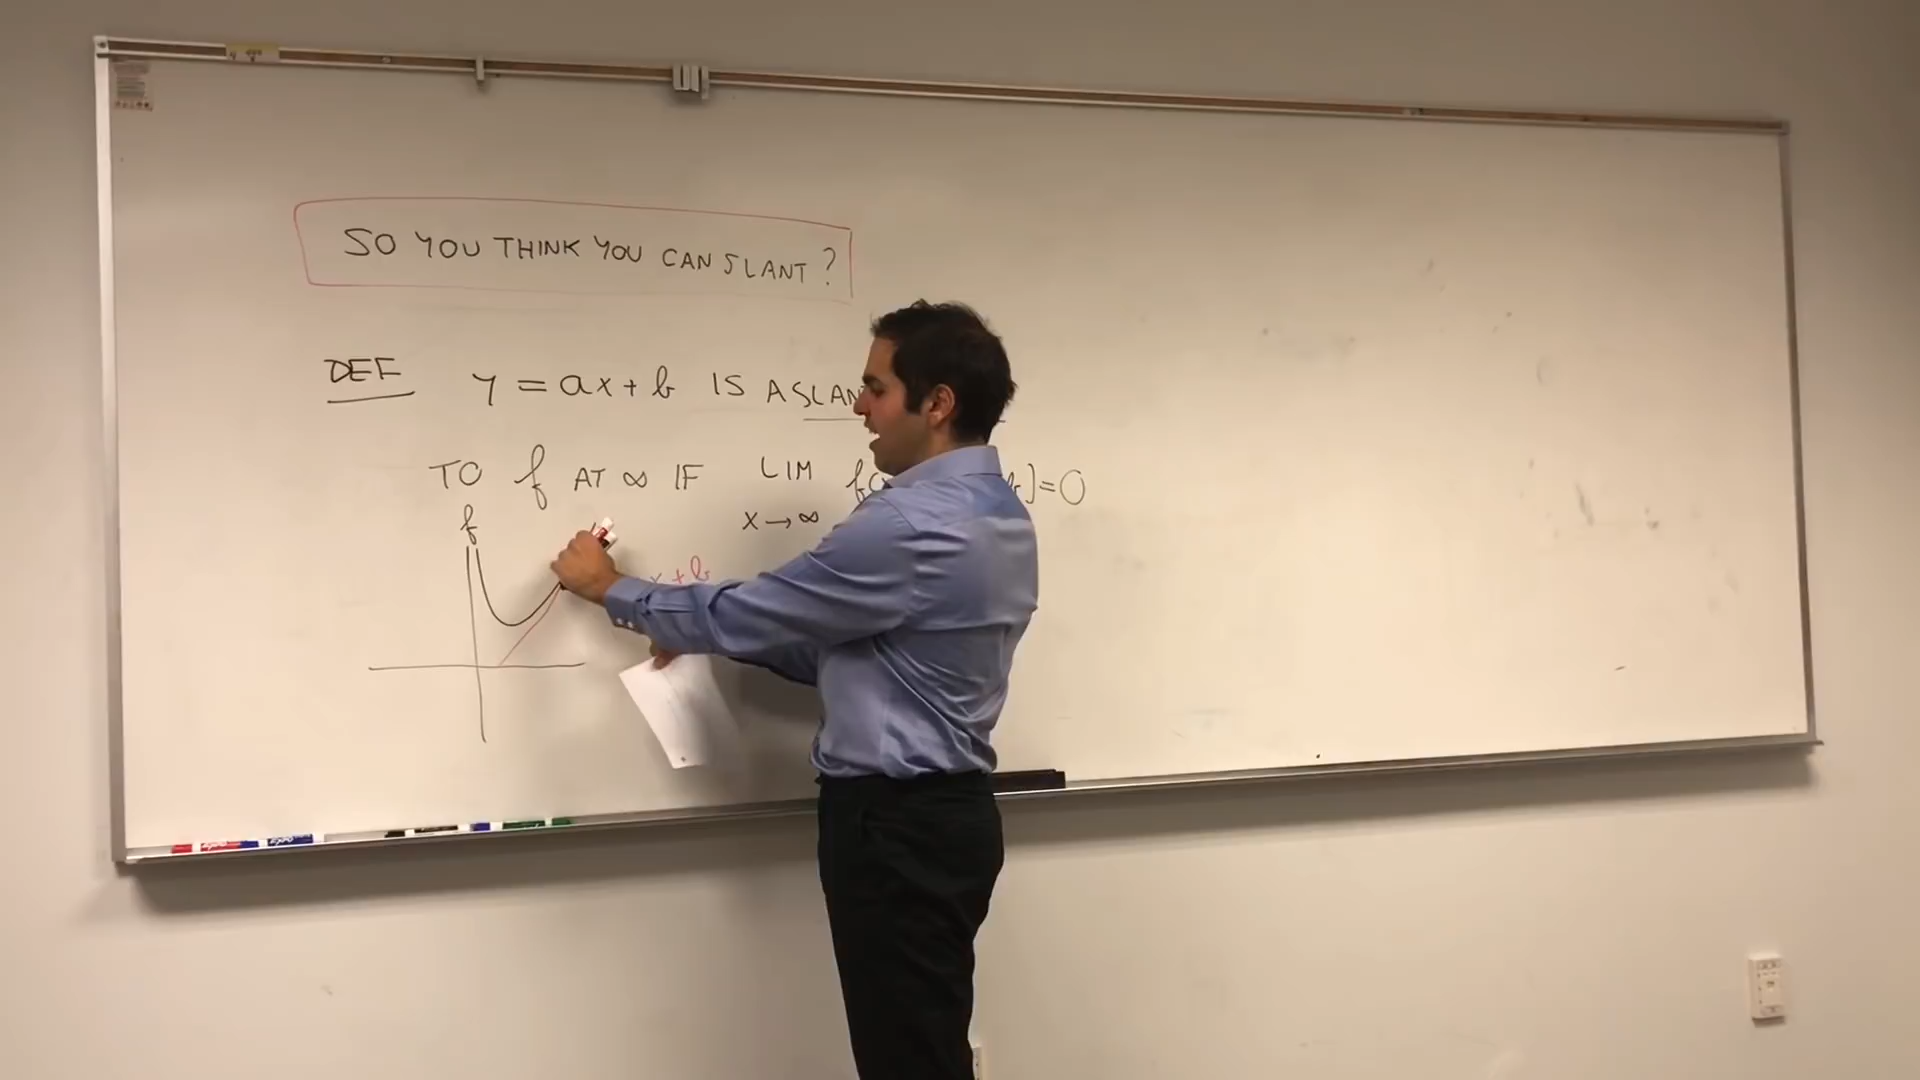 SO YOU THINK YOU CAN SLANT?
DEF y = ax + b IS A SLAN
TO f AT ∞ IF LIM f( b]=0
x → ∞
f
x + b